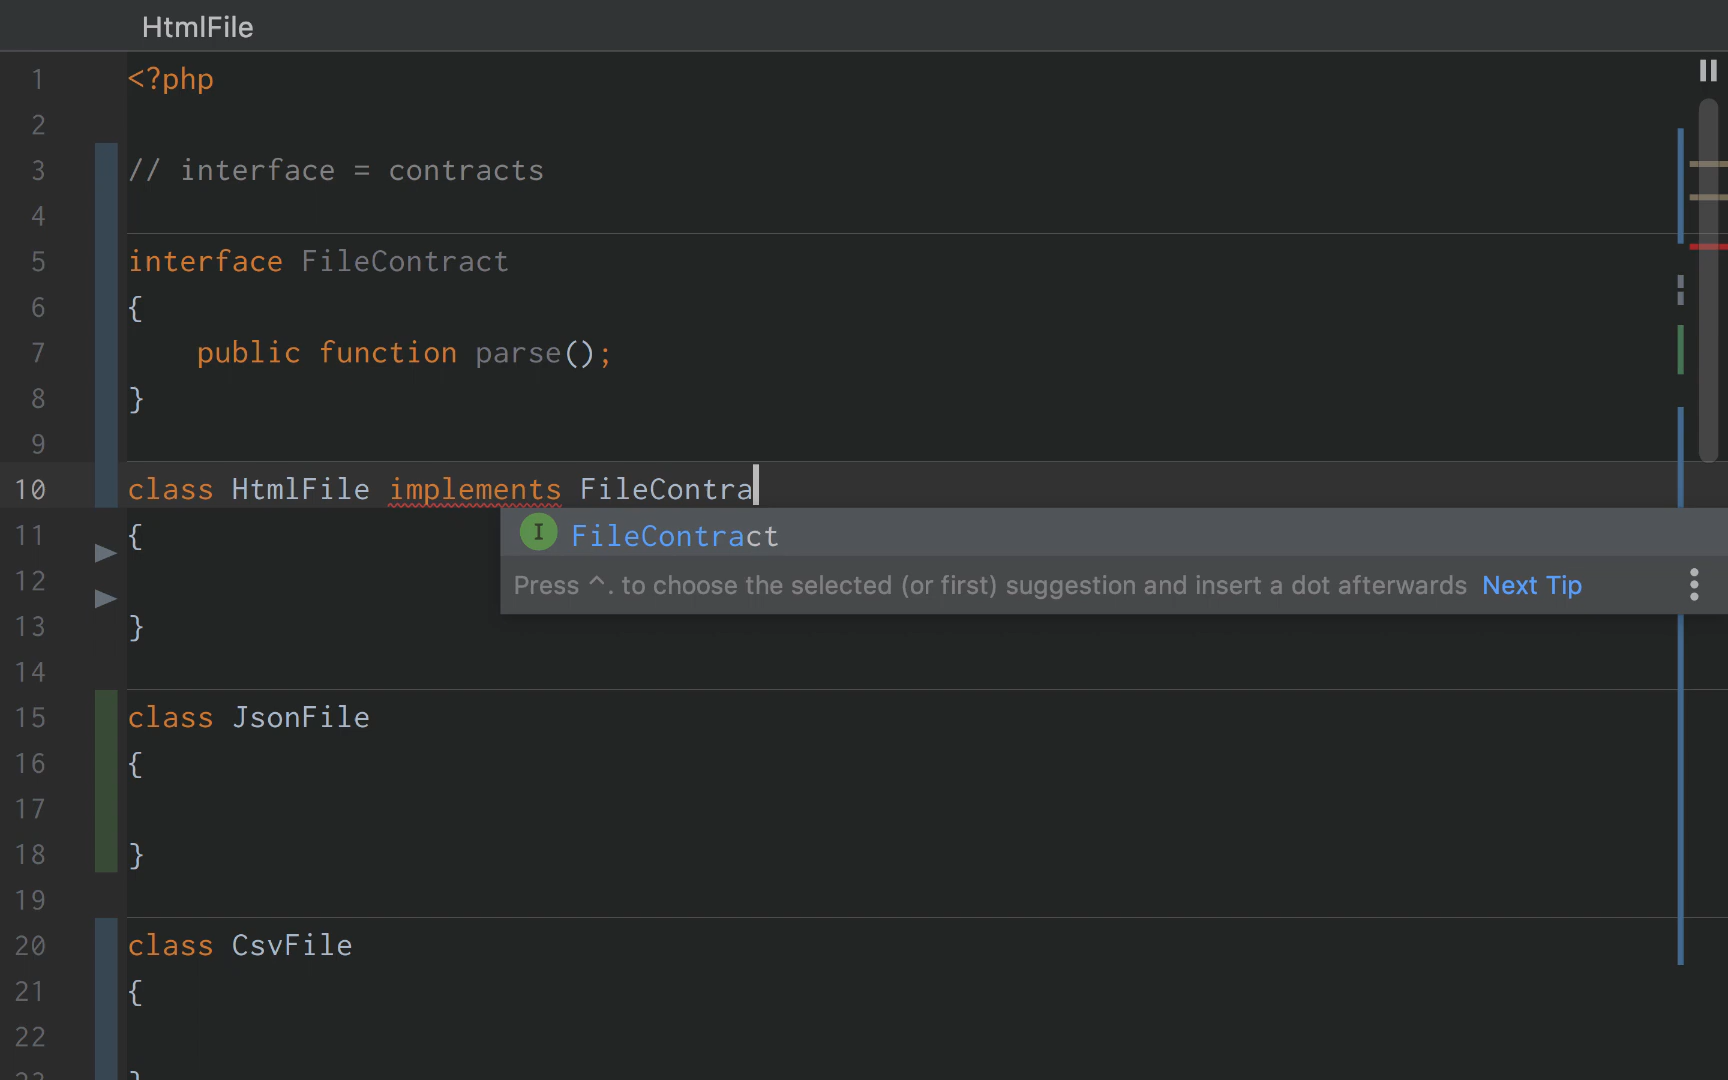 HtmlFile
1 <?php
2
3 // interface = contracts
4
5 interface FileContract
6 {
7 public function parse();
8 }
9
10 class HtmlFile implements FileContra
11 {
I FileContract
12
Press ^. to choose the selected (or first) suggestion and insert a dot afterwards Next Tip
13 }
14
15 class JsonFile
16 {
17
18 }
19
20 class CsvFile
21 {
22
23 }